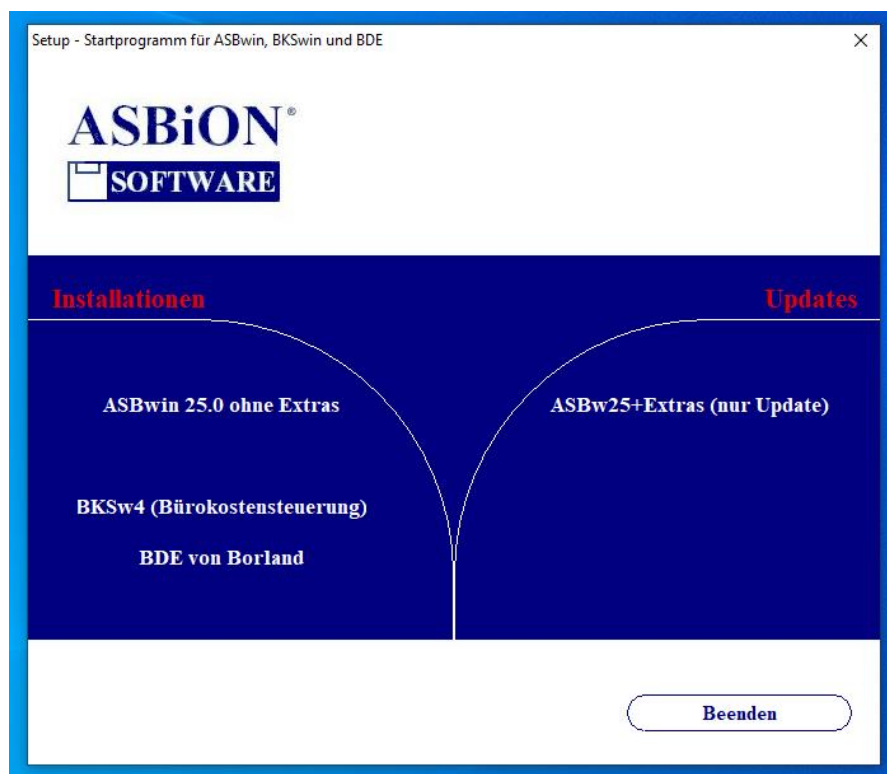 Setup - Startprogramm für ASBwin, BKSwin und BDE
ASBiON®
SOFTWARE
Installationen
Updates
ASBwin 25.0 ohne Extras
ASBw25+Extras (nur Update)
BKSw4 (Bürokostensteuerung)
BDE von Borland
Beenden